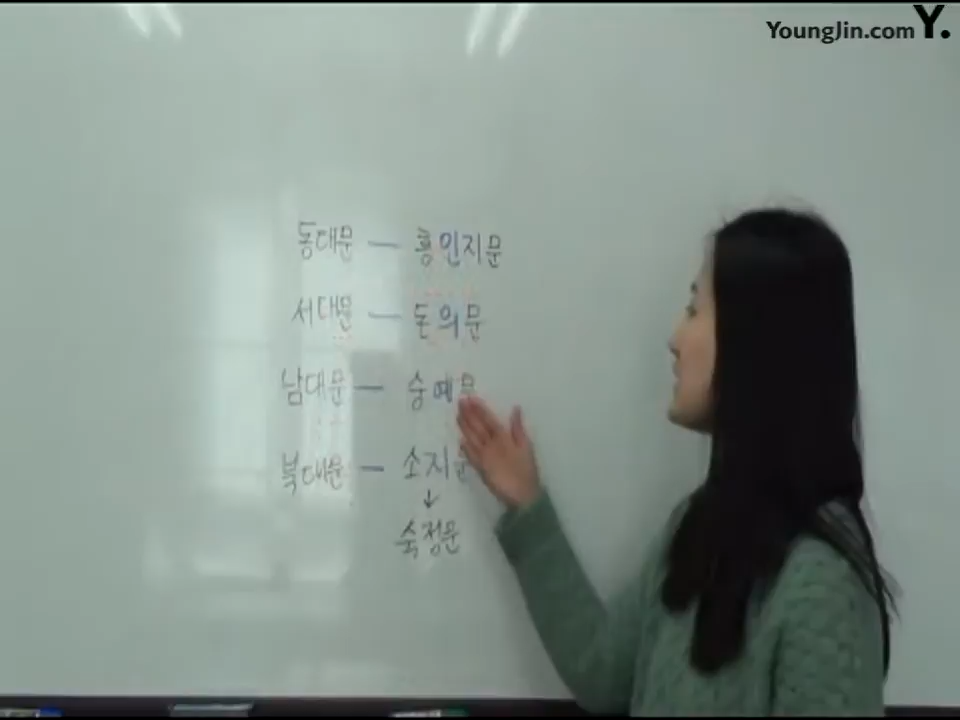 YoungJin.com Y.
동대문 — 흥인지문
서대문 — 돈의문
남대문 — 숭례문
북대문 — 소지문
↓
숙정문